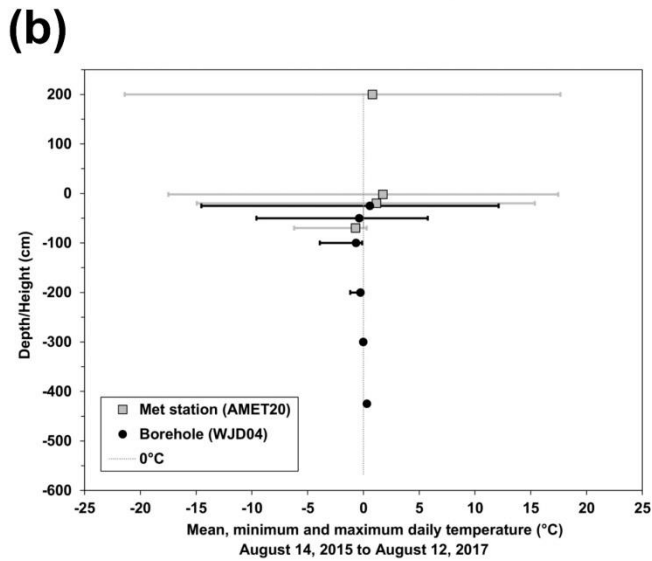 (b)
200
100
0
-100
-200
-300
-400
-500
-600
Depth/Height (cm)
Met station (AMET20)
Borehole (WJD04)
0°C
-25 -20 -15 -10 -5 0 5 10 15 20 25
Mean, minimum and maximum daily temperature (°C)
August 14, 2015 to August 12, 2017